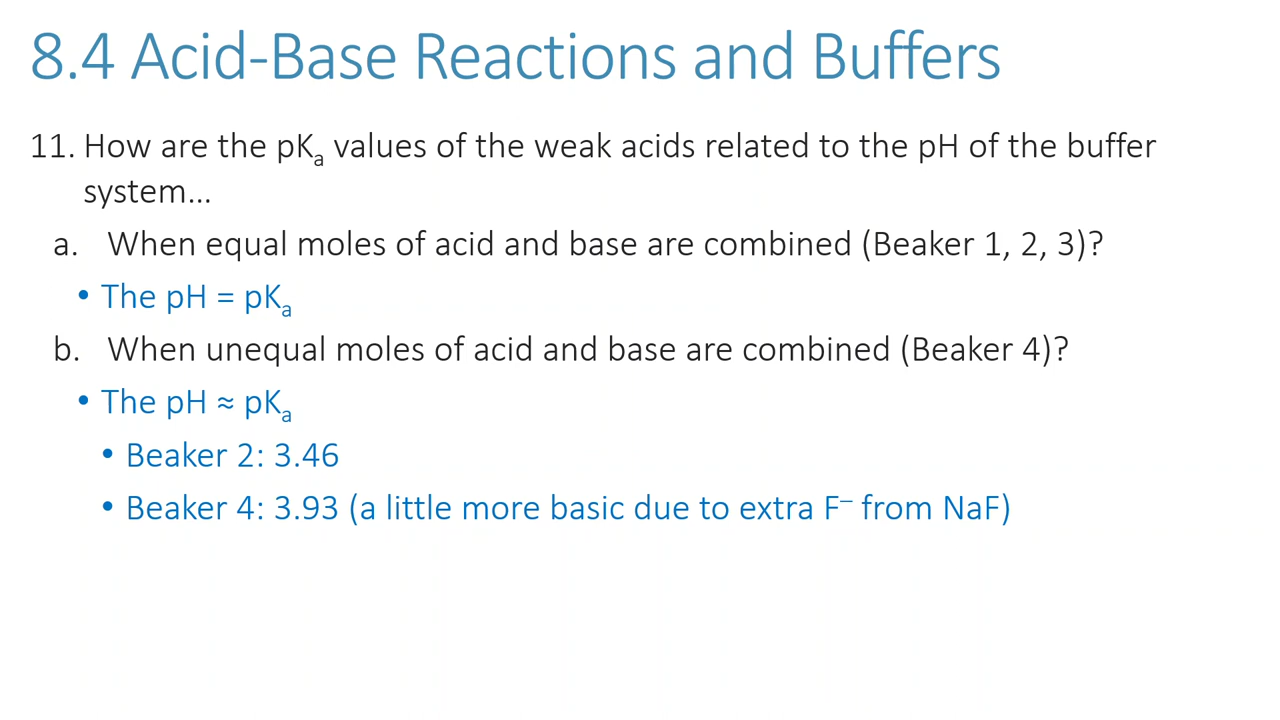 8.4 Acid-Base Reactions and Buffers
11. How are the pKₐ values of the weak acids related to the pH of the buffer
system...
a. When equal moles of acid and base are combined (Beaker 1, 2, 3)?
• The pH = pKₐ
b. When unequal moles of acid and base are combined (Beaker 4)?
• The pH ≈ pKₐ
• Beaker 2: 3.46
• Beaker 4: 3.93 (a little more basic due to extra F⁻ from NaF)